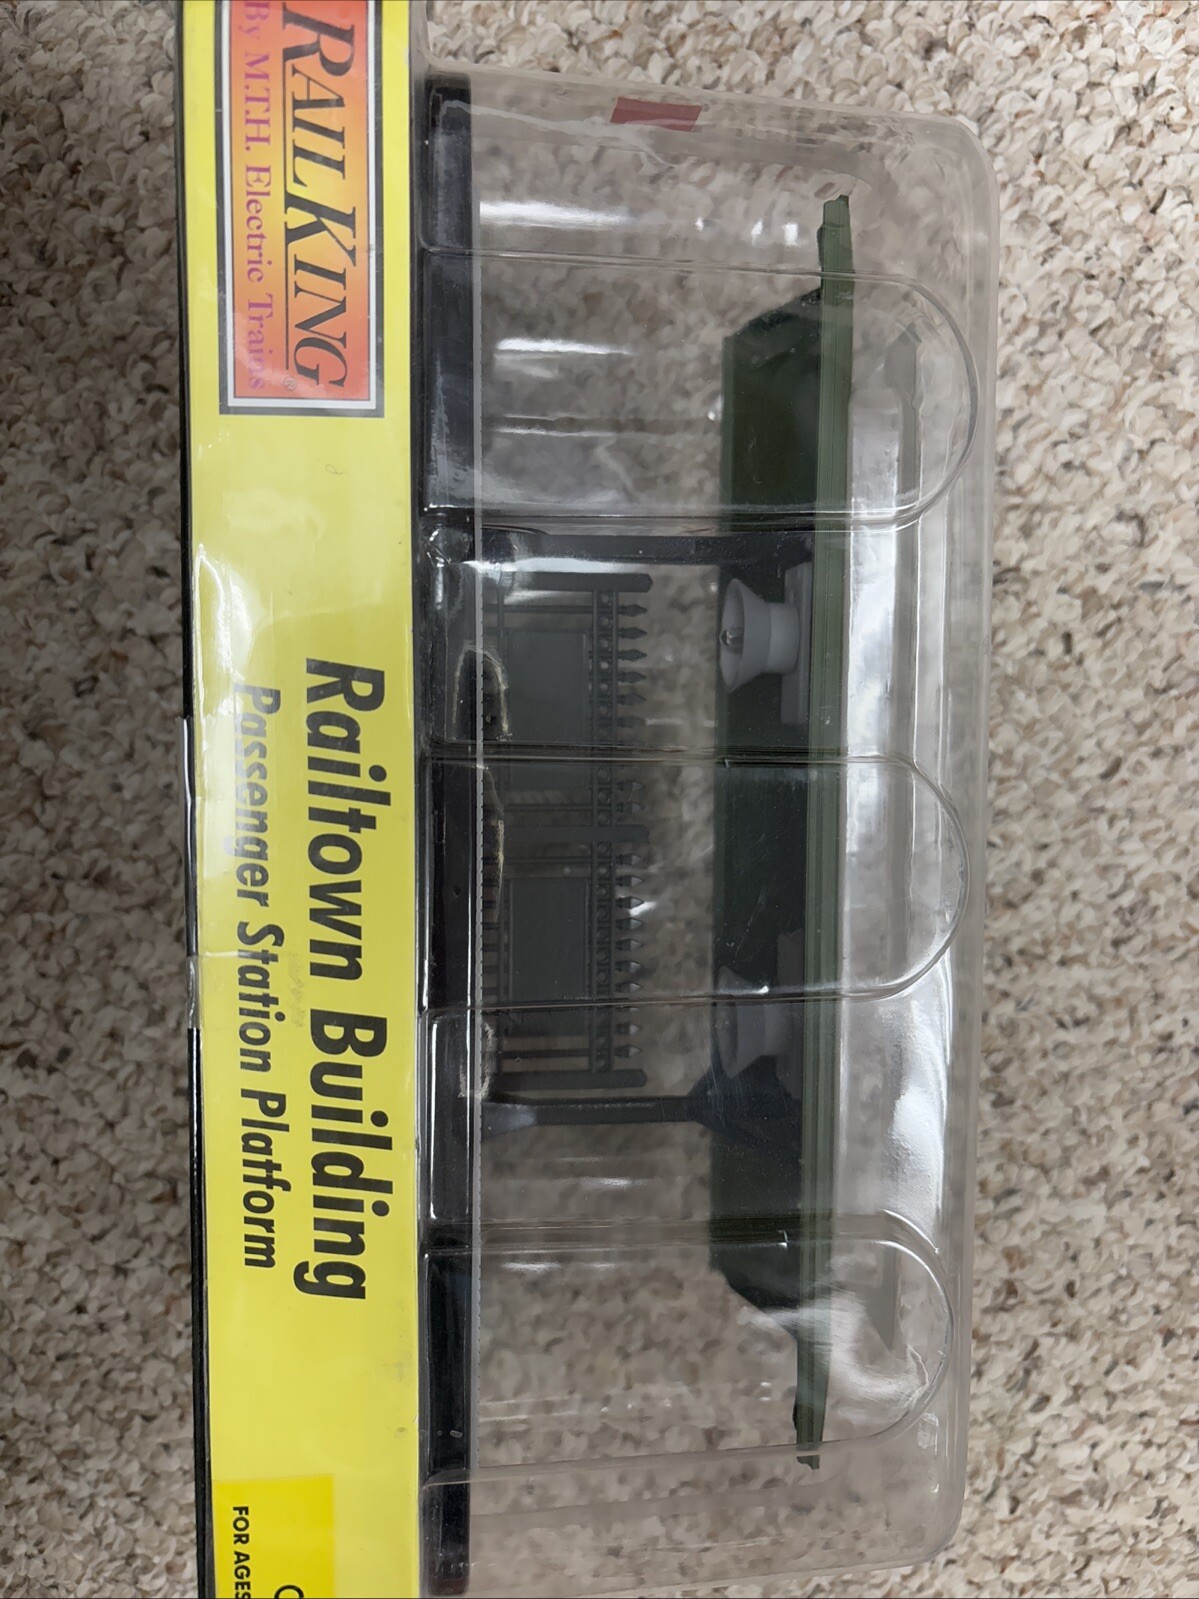 RAILKING®
By M.T.H. Electric Trains
Railtown Building
Passenger Station Platform
FOR AGES